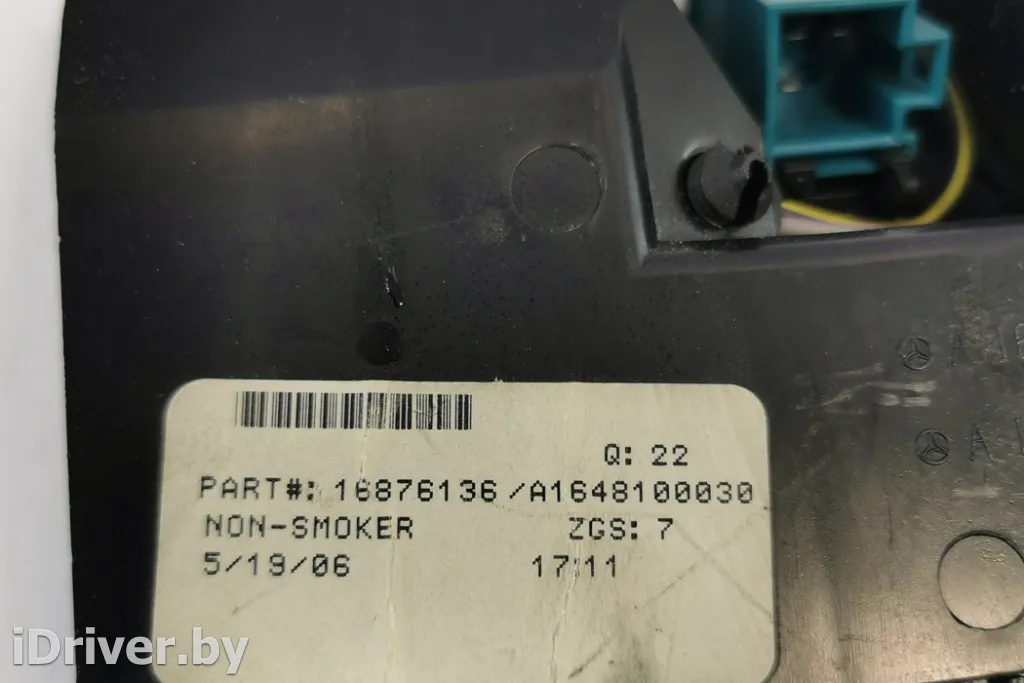 A
A
Q: 22
PART#: 16876136/A1648100030
NON-SMOKER ZGS: 7
5/19/06 17:11
iDriver.by